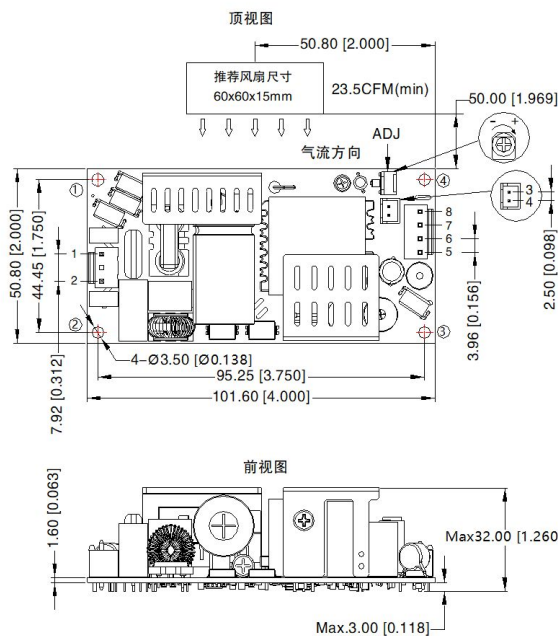 顶视图
50.80 [2.000]
推荐风扇尺寸
60x60x15mm
23.5CFM(min)
50.00 [1.969]
气流方向
ADJ
- +
①
④
3
4
8
7
6
5
1
2
②
③
50.80 [2.000]
44.45 [1.750]
7.92 [0.312]
3.96 [0.156]
2.50 [0.098]
4-Ø3.50 [Ø0.138]
95.25 [3.750]
101.60 [4.000]
前视图
1.60 [0.063]
Max32.00 [1.260
Max.3.00 [0.118]